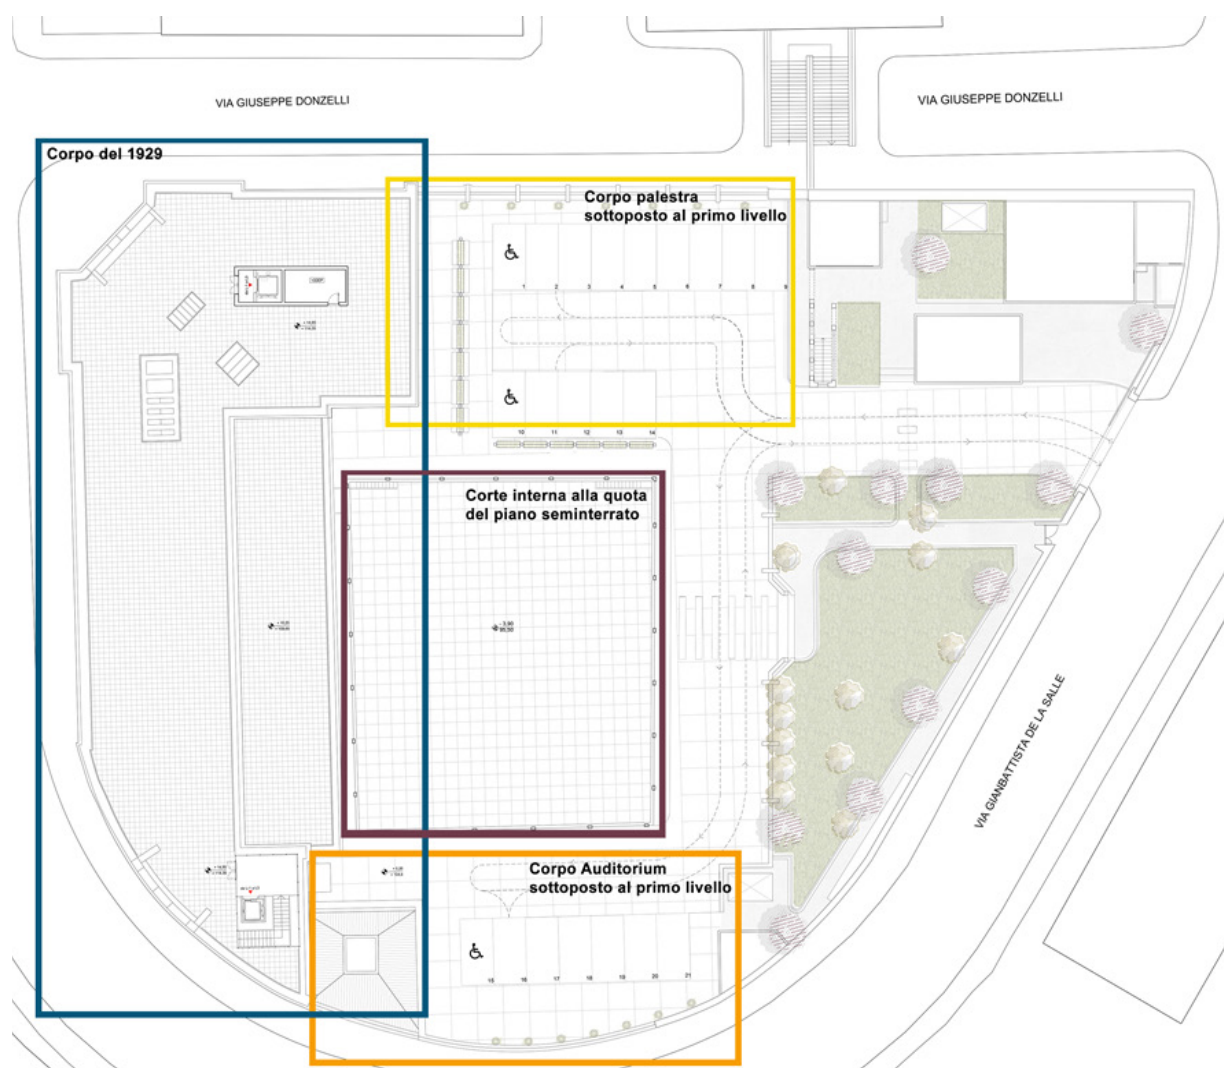 VIA GIUSEPPE DONZELLI
VIA GIUSEPPE DONZELLI
Corpo del 1929
Corpo palestra
sottoposto al primo livello
1 2 3 4 5 6 7 8 9
10 11 12 13 14
Corte interna alla quota
del piano seminterrato
VIA GIANBATTISTA DE LA SALLE
Corpo Auditorium
sottoposto al primo livello
15 16 17 18 19 20 21